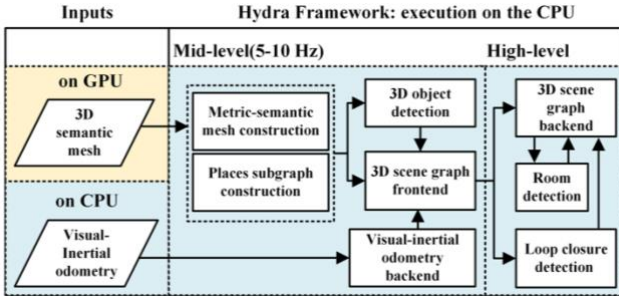 Inputs
Hydra Framework: execution on the CPU
Mid-level(5-10 Hz)
High-level
on GPU
3D
semantic
mesh
Metric-semantic
mesh construction
Places subgraph
construction
3D object
detection
3D scene graph
frontend
3D scene
graph
backend
Room
detection
on CPU
Visual-
Inertial
odometry
Visual-inertial
odometry
backend
Loop closure
detection